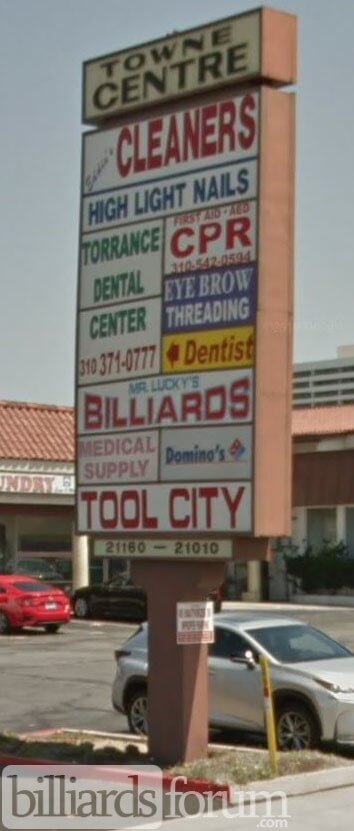 TOWNE
CENTRE
CLEANERS
HIGH LIGHT NAILS
TORRANCE
DENTAL
CENTER
310 371-0777
FIRST AID • AED
CPR
310-542-0594
EYE BROW
THREADING
Dentist
MR. LUCKY'S
BILLIARDS
MEDICAL
SUPPLY
Domino's
TOOL CITY
21160 — 21010
UNDRY
billiardsforum
.com